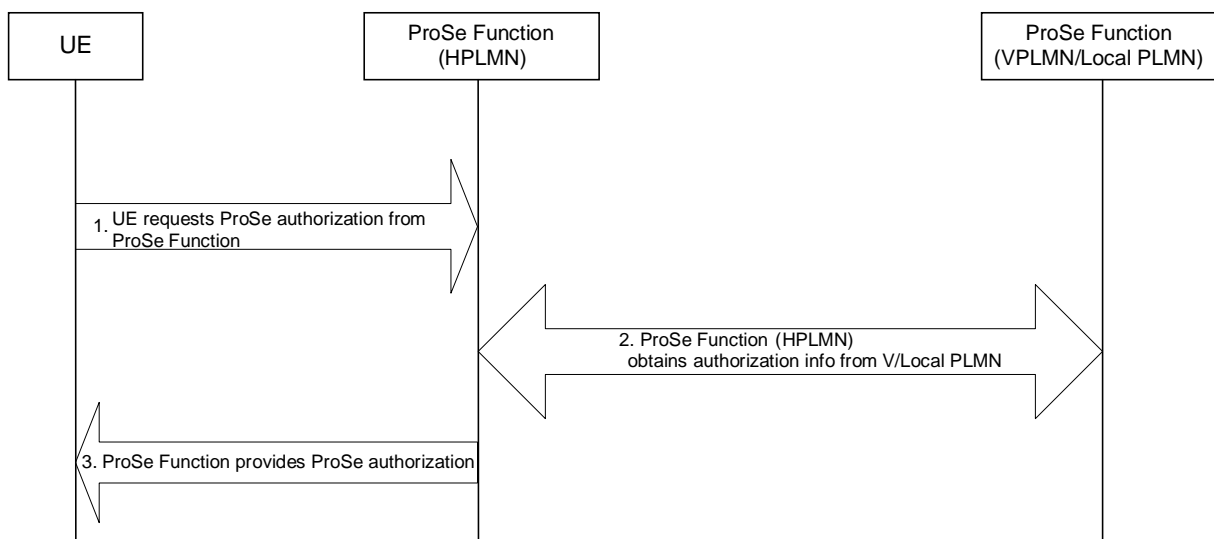 UE
ProSe Function
(HPLMN)
ProSe Function
(VPLMN/Local PLMN)
1. UE requests ProSe authorization from
ProSe Function
2. ProSe Function (HPLMN)
obtains authorization info from V/Local PLMN
3. ProSe Function provides ProSe authorization